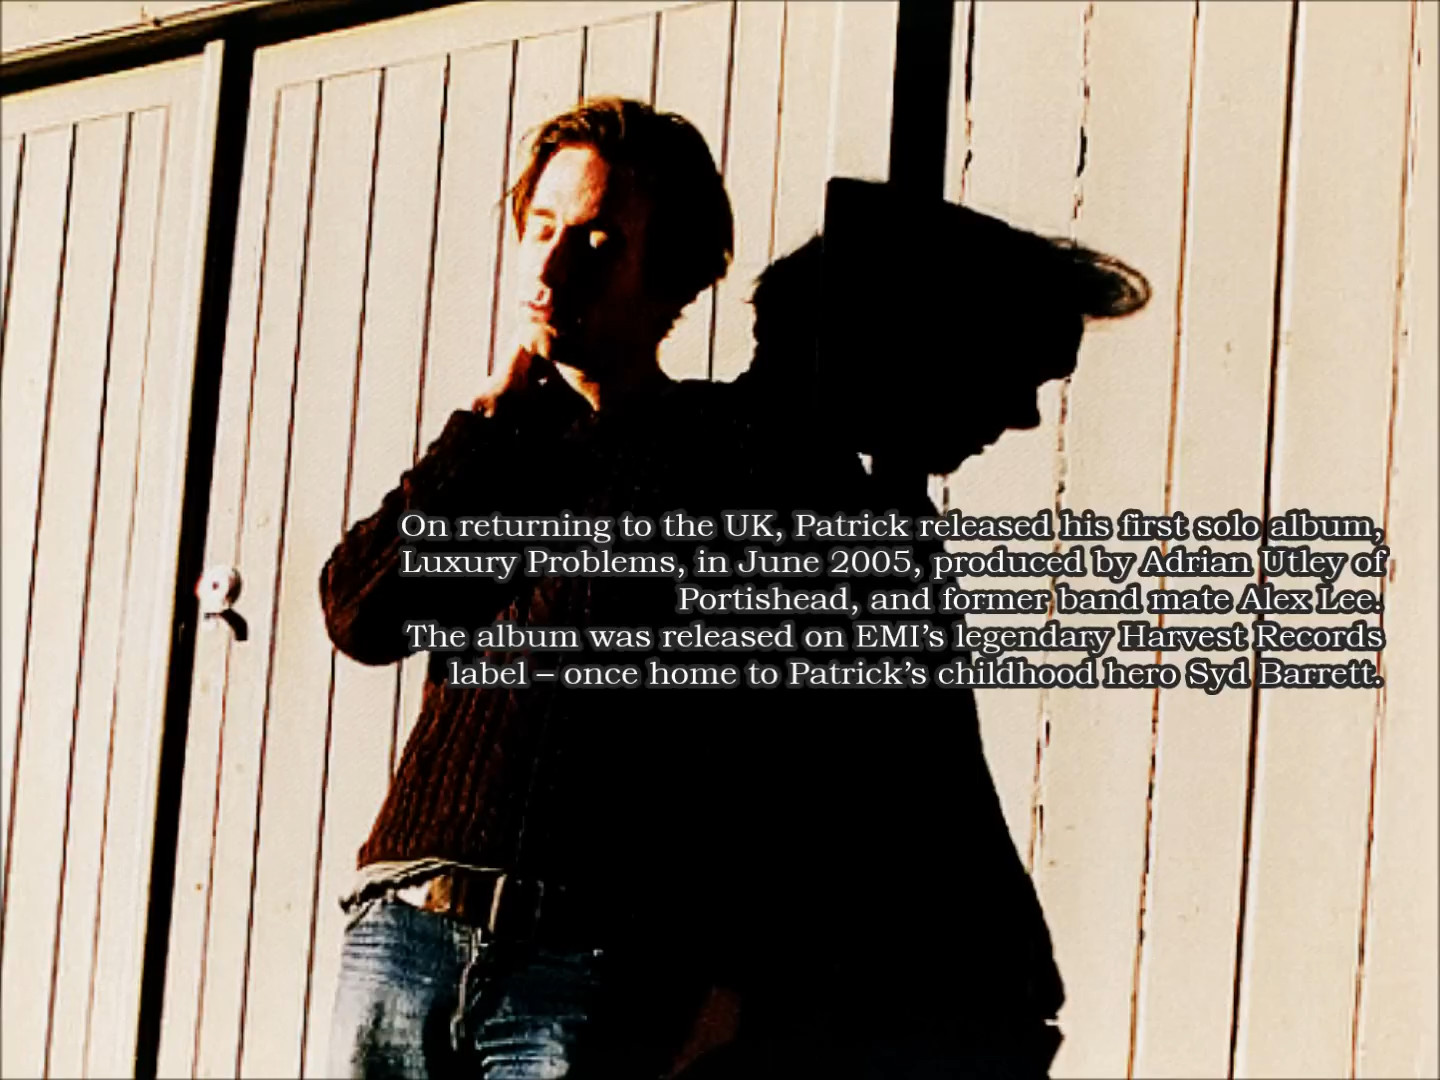 On returning to the UK, Patrick released his first solo album,
Luxury Problems, in June 2005, produced by Adrian Utley of
Portishead, and former band mate Alex Lee.
The album was released on EMI’s legendary Harvest Records
label – once home to Patrick’s childhood hero Syd Barrett.